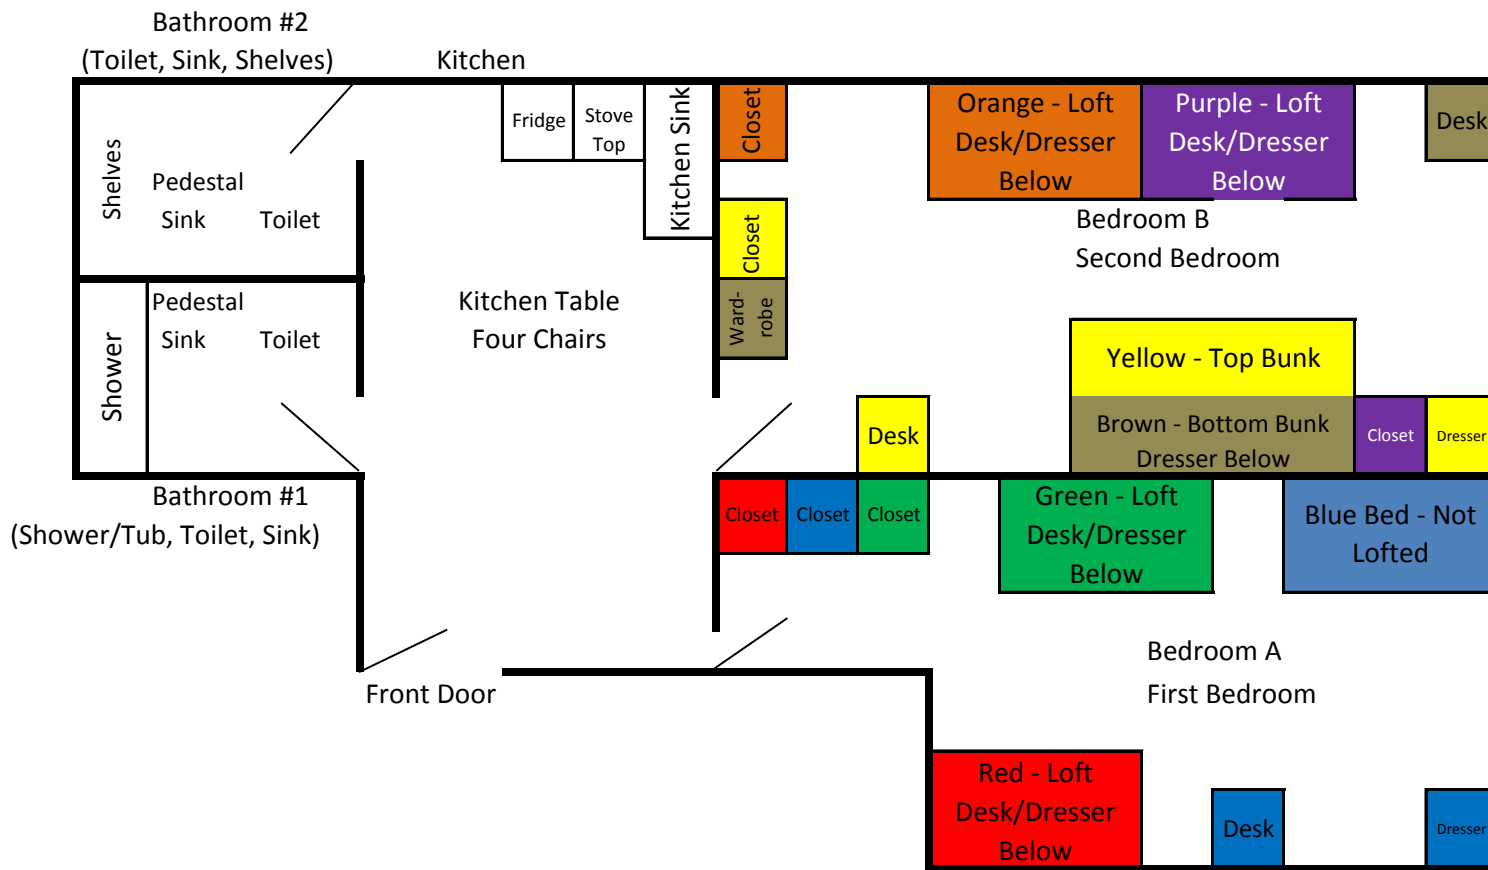 Bathroom #2
(Toilet, Sink, Shelves)
Kitchen
Shelves
Pedestal
Sink
Toilet
Fridge
Stove
Top
Kitchen Sink
Closet
Orange - Loft
Desk/Dresser
Below
Purple - Loft
Desk/Dresser
Below
Desk
Bedroom B
Second Bedroom
Closet
Ward-
robe
Shower
Pedestal
Sink
Toilet
Kitchen Table
Four Chairs
Yellow - Top Bunk
Brown - Bottom Bunk
Dresser Below
Closet
Dresser
Desk
Bathroom #1
(Shower/Tub, Toilet, Sink)
Closet
Closet
Closet
Green - Loft
Desk/Dresser
Below
Blue Bed - Not
Lofted
Bedroom A
First Bedroom
Front Door
Red - Loft
Desk/Dresser
Below
Desk
Dresser